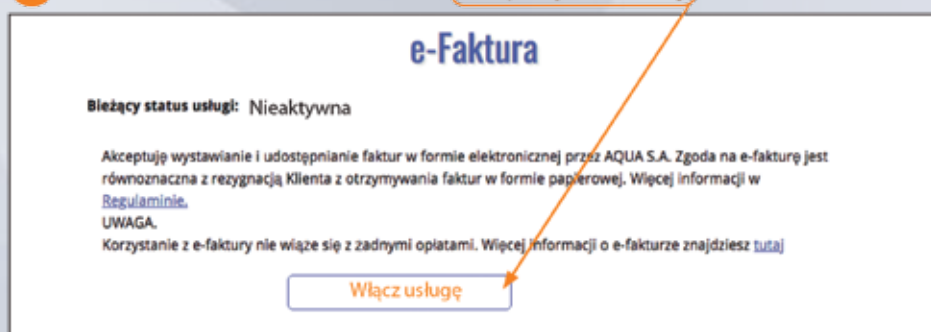 e-Faktura
Bieżący status usługi: Nieaktywna
Akceptuję wystawianie i udostępnianie faktur w formie elektronicznej przez AQUA S.A. Zgoda na e-fakturę jest
równoznaczna z rezygnacją Klienta z otrzymywania faktur w formie papierowej. Więcej informacji w
Regulaminie.
UWAGA.
Korzystanie z e-faktury nie wiąze się z zadnymi opłatami. Więcej informacji o e-fakturze znajdziesz tutaj
Włącz usługę